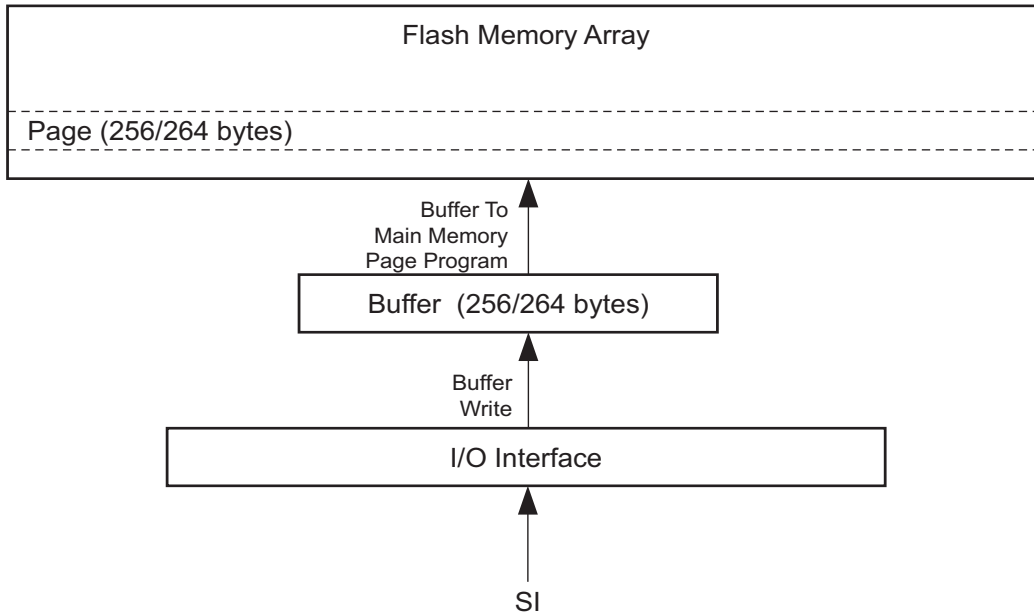 Flash Memory Array
Page (256/264 bytes)
Buffer To
Main Memory
Page Program
Buffer (256/264 bytes)
Buffer
Write
I/O Interface
SI